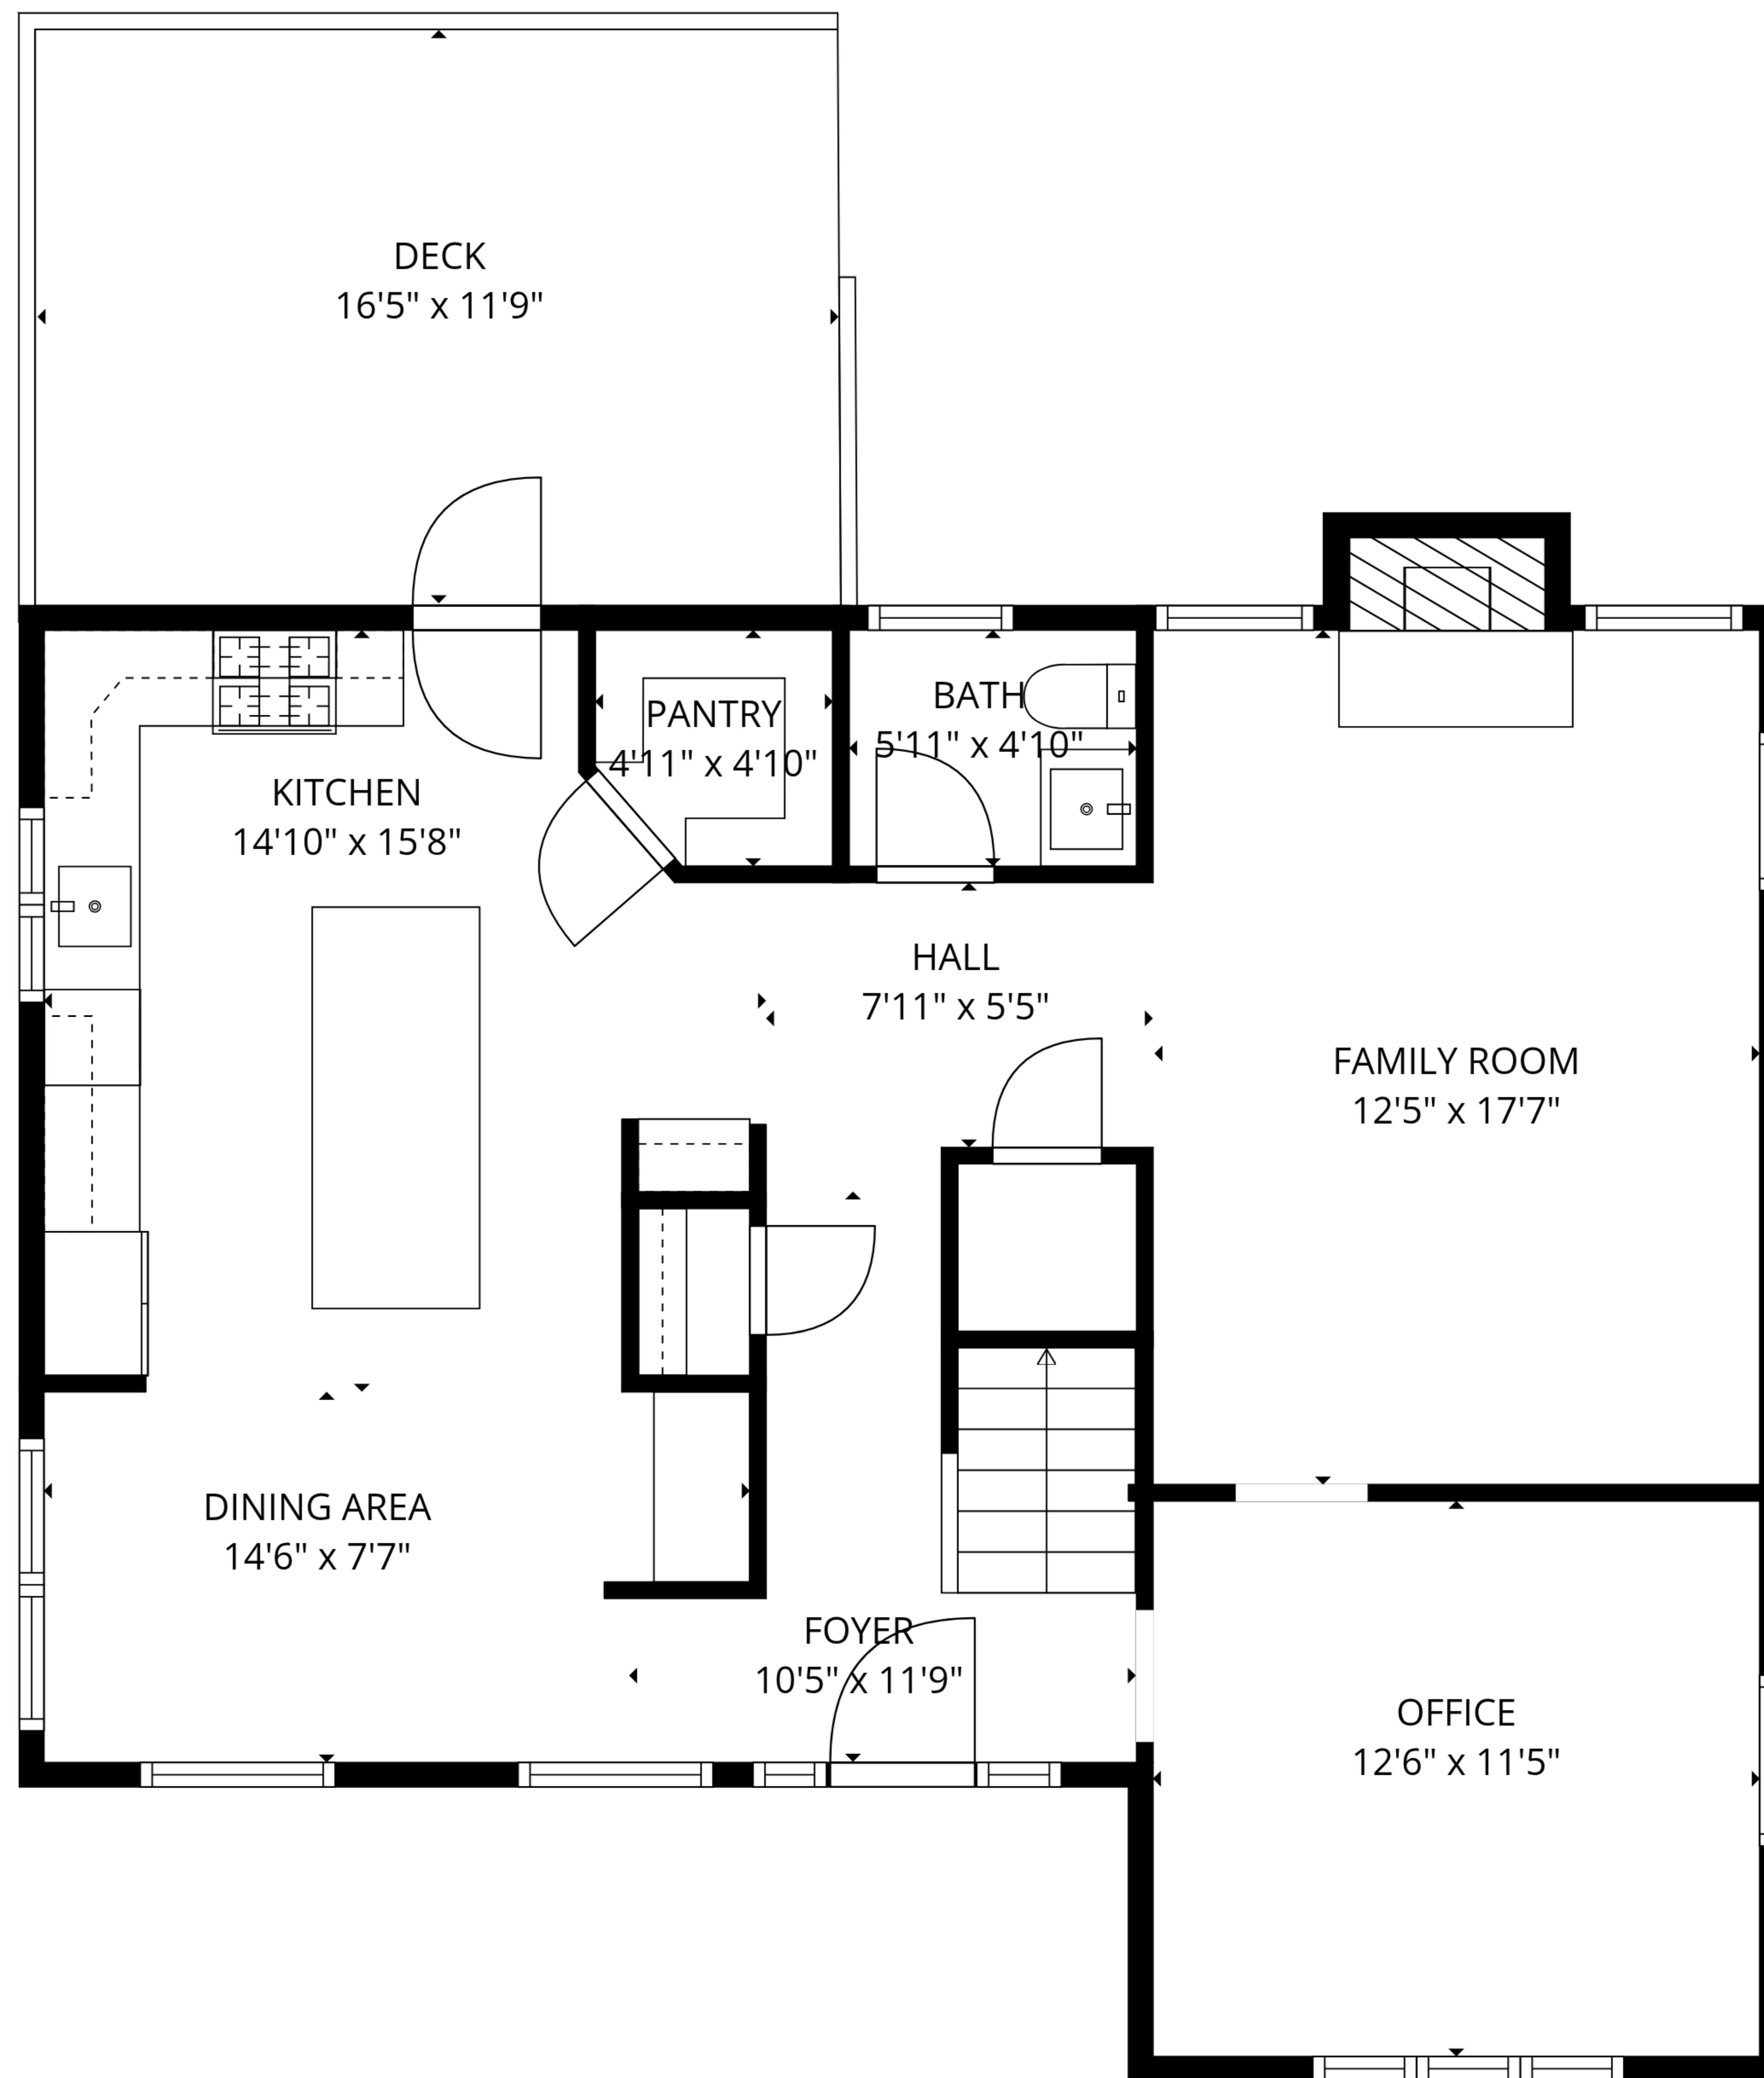 DECK
16'5" x 11'9"
PANTRY
4'11" x 4'10"
BATH
5'11" x 4'10"
KITCHEN
14'10" x 15'8"
HALL
7'11" x 5'5"
FAMILY ROOM
12'5" x 17'7"
DINING AREA
14'6" x 7'7"
FOYER
10'5" x 11'9"
OFFICE
12'6" x 11'5"